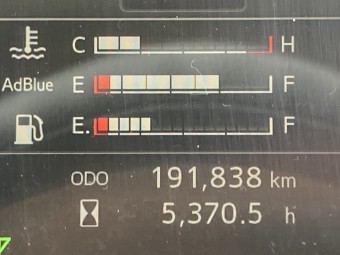 C H
AdBlue E F
E. F
ODO 191,838 km
5,370.5 h